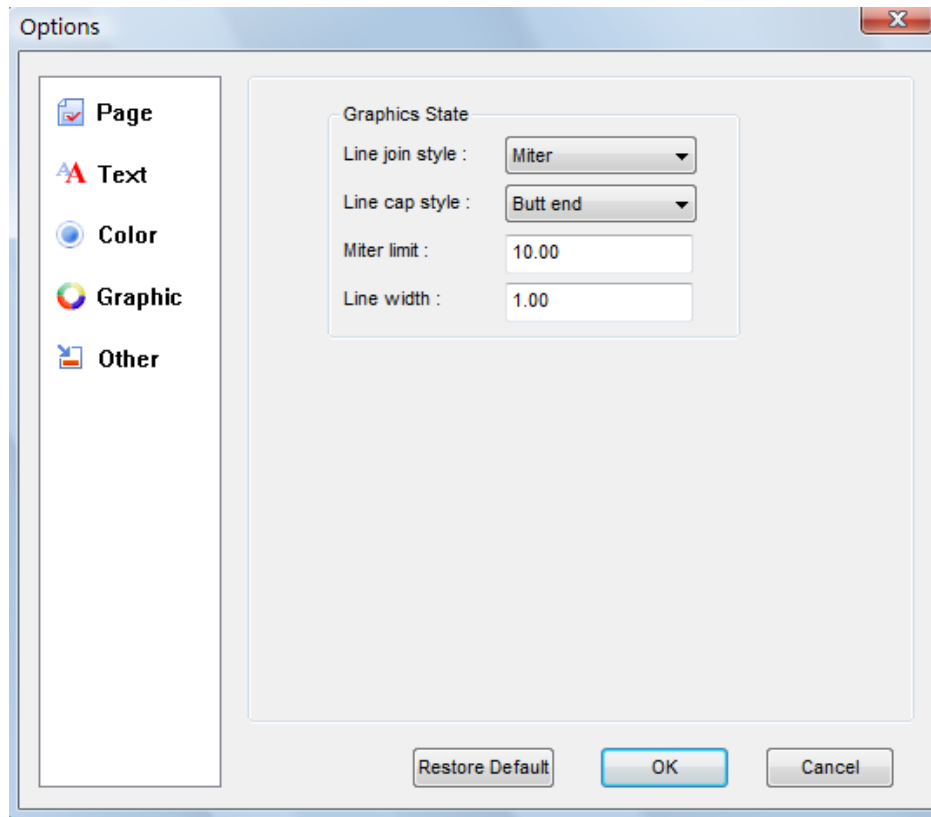 Options
Page
Text
Color
Graphic
Other
Graphics State
Line join style : Miter
Line cap style : Butt end
Miter limit : 10.00
Line width : 1.00
Restore Default OK Cancel